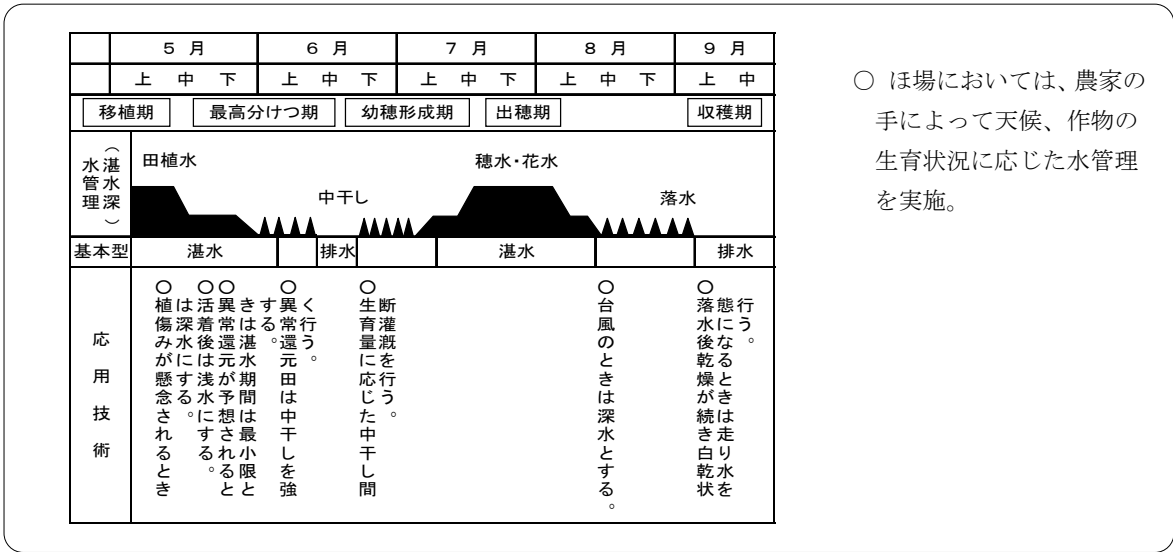 5 月 6 月 7 月 8 月 9 月
上 中 下 上 中 下 上 中 下 上 中 下 上 中
移植期 最高分けつ期 幼穂形成期 出穂期 収穫期
水管理(湛水深)
田植水
中干し
穂水・花水
落水
基本型 湛水 排水 湛水 排水
応用技術
○植傷みが懸念されるとき
は深水にする。
○活着後は浅水にする。
○異常還元が予想されると
きは湛水期間は最小限と
する。
○異常還元田は中干しを強
く行う。
○生育量に応じた中干し間
断灌漑を行う。
○台風のときは深水とする。
○落水後乾燥が続き白乾状
態になるときは走り水を
行う。
○ ほ場においては、農家の
手によって天候、作物の
生育状況に応じた水管理
を実施。